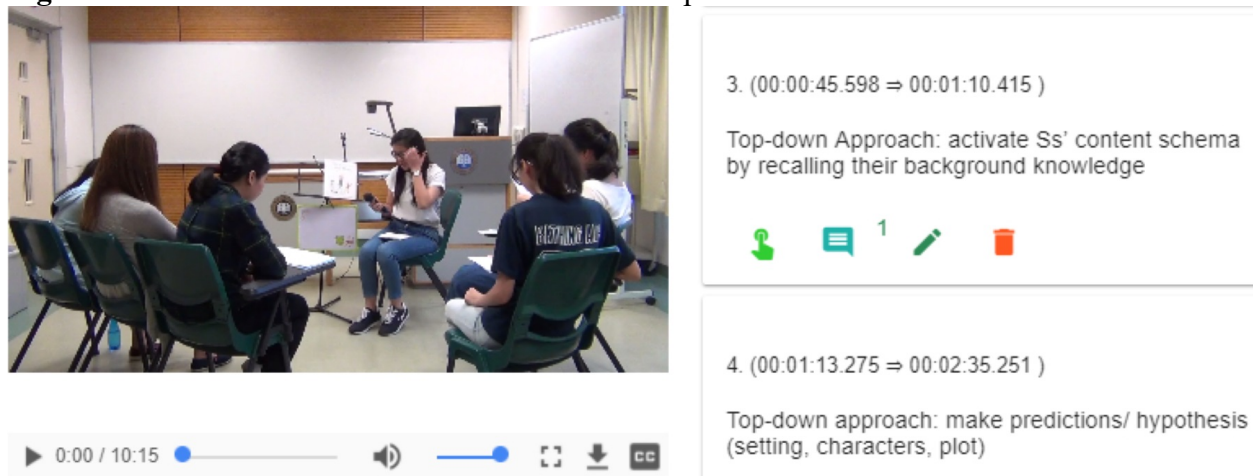 3. (00:00:45.598 ⇒ 00:01:10.415 )
Top-down Approach: activate Ss' content schema
by recalling their background knowledge
1
4. (00:01:13.275 ⇒ 00:02:35.251 )
Top-down approach: make predictions/ hypothesis
(setting, characters, plot)
0:00 / 10:15
CC